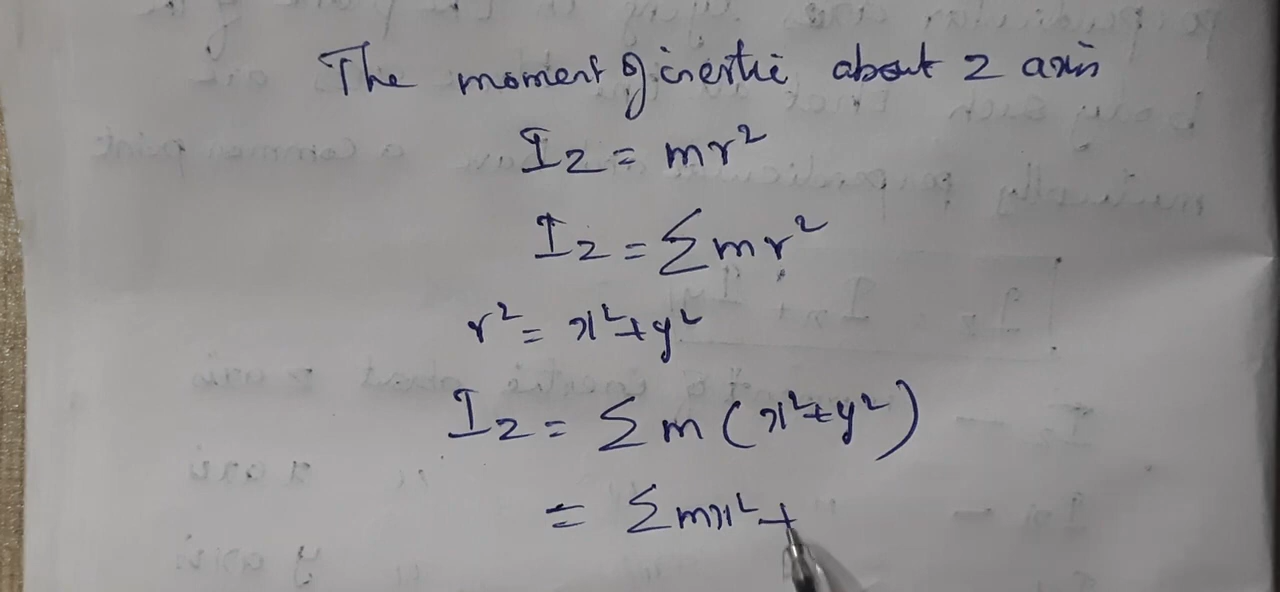 The moment of inertia about z axis
Iz = mr²
Iz = Σmr²
r² = x²+y²
Iz = Σm(x²+y²)
= Σmx²+